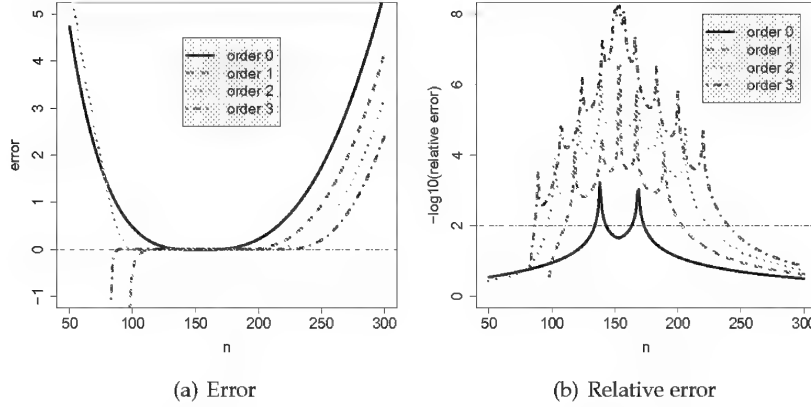 order 0
order 1
order 2
order 3
error
5
4
3
2
1
0
−1
50
100
150
200
250
300
n
(a) Error
order 0
order 1
order 2
order 3
−log10(relative error)
8
6
4
2
0
50
100
150
200
250
300
n
(b) Relative error